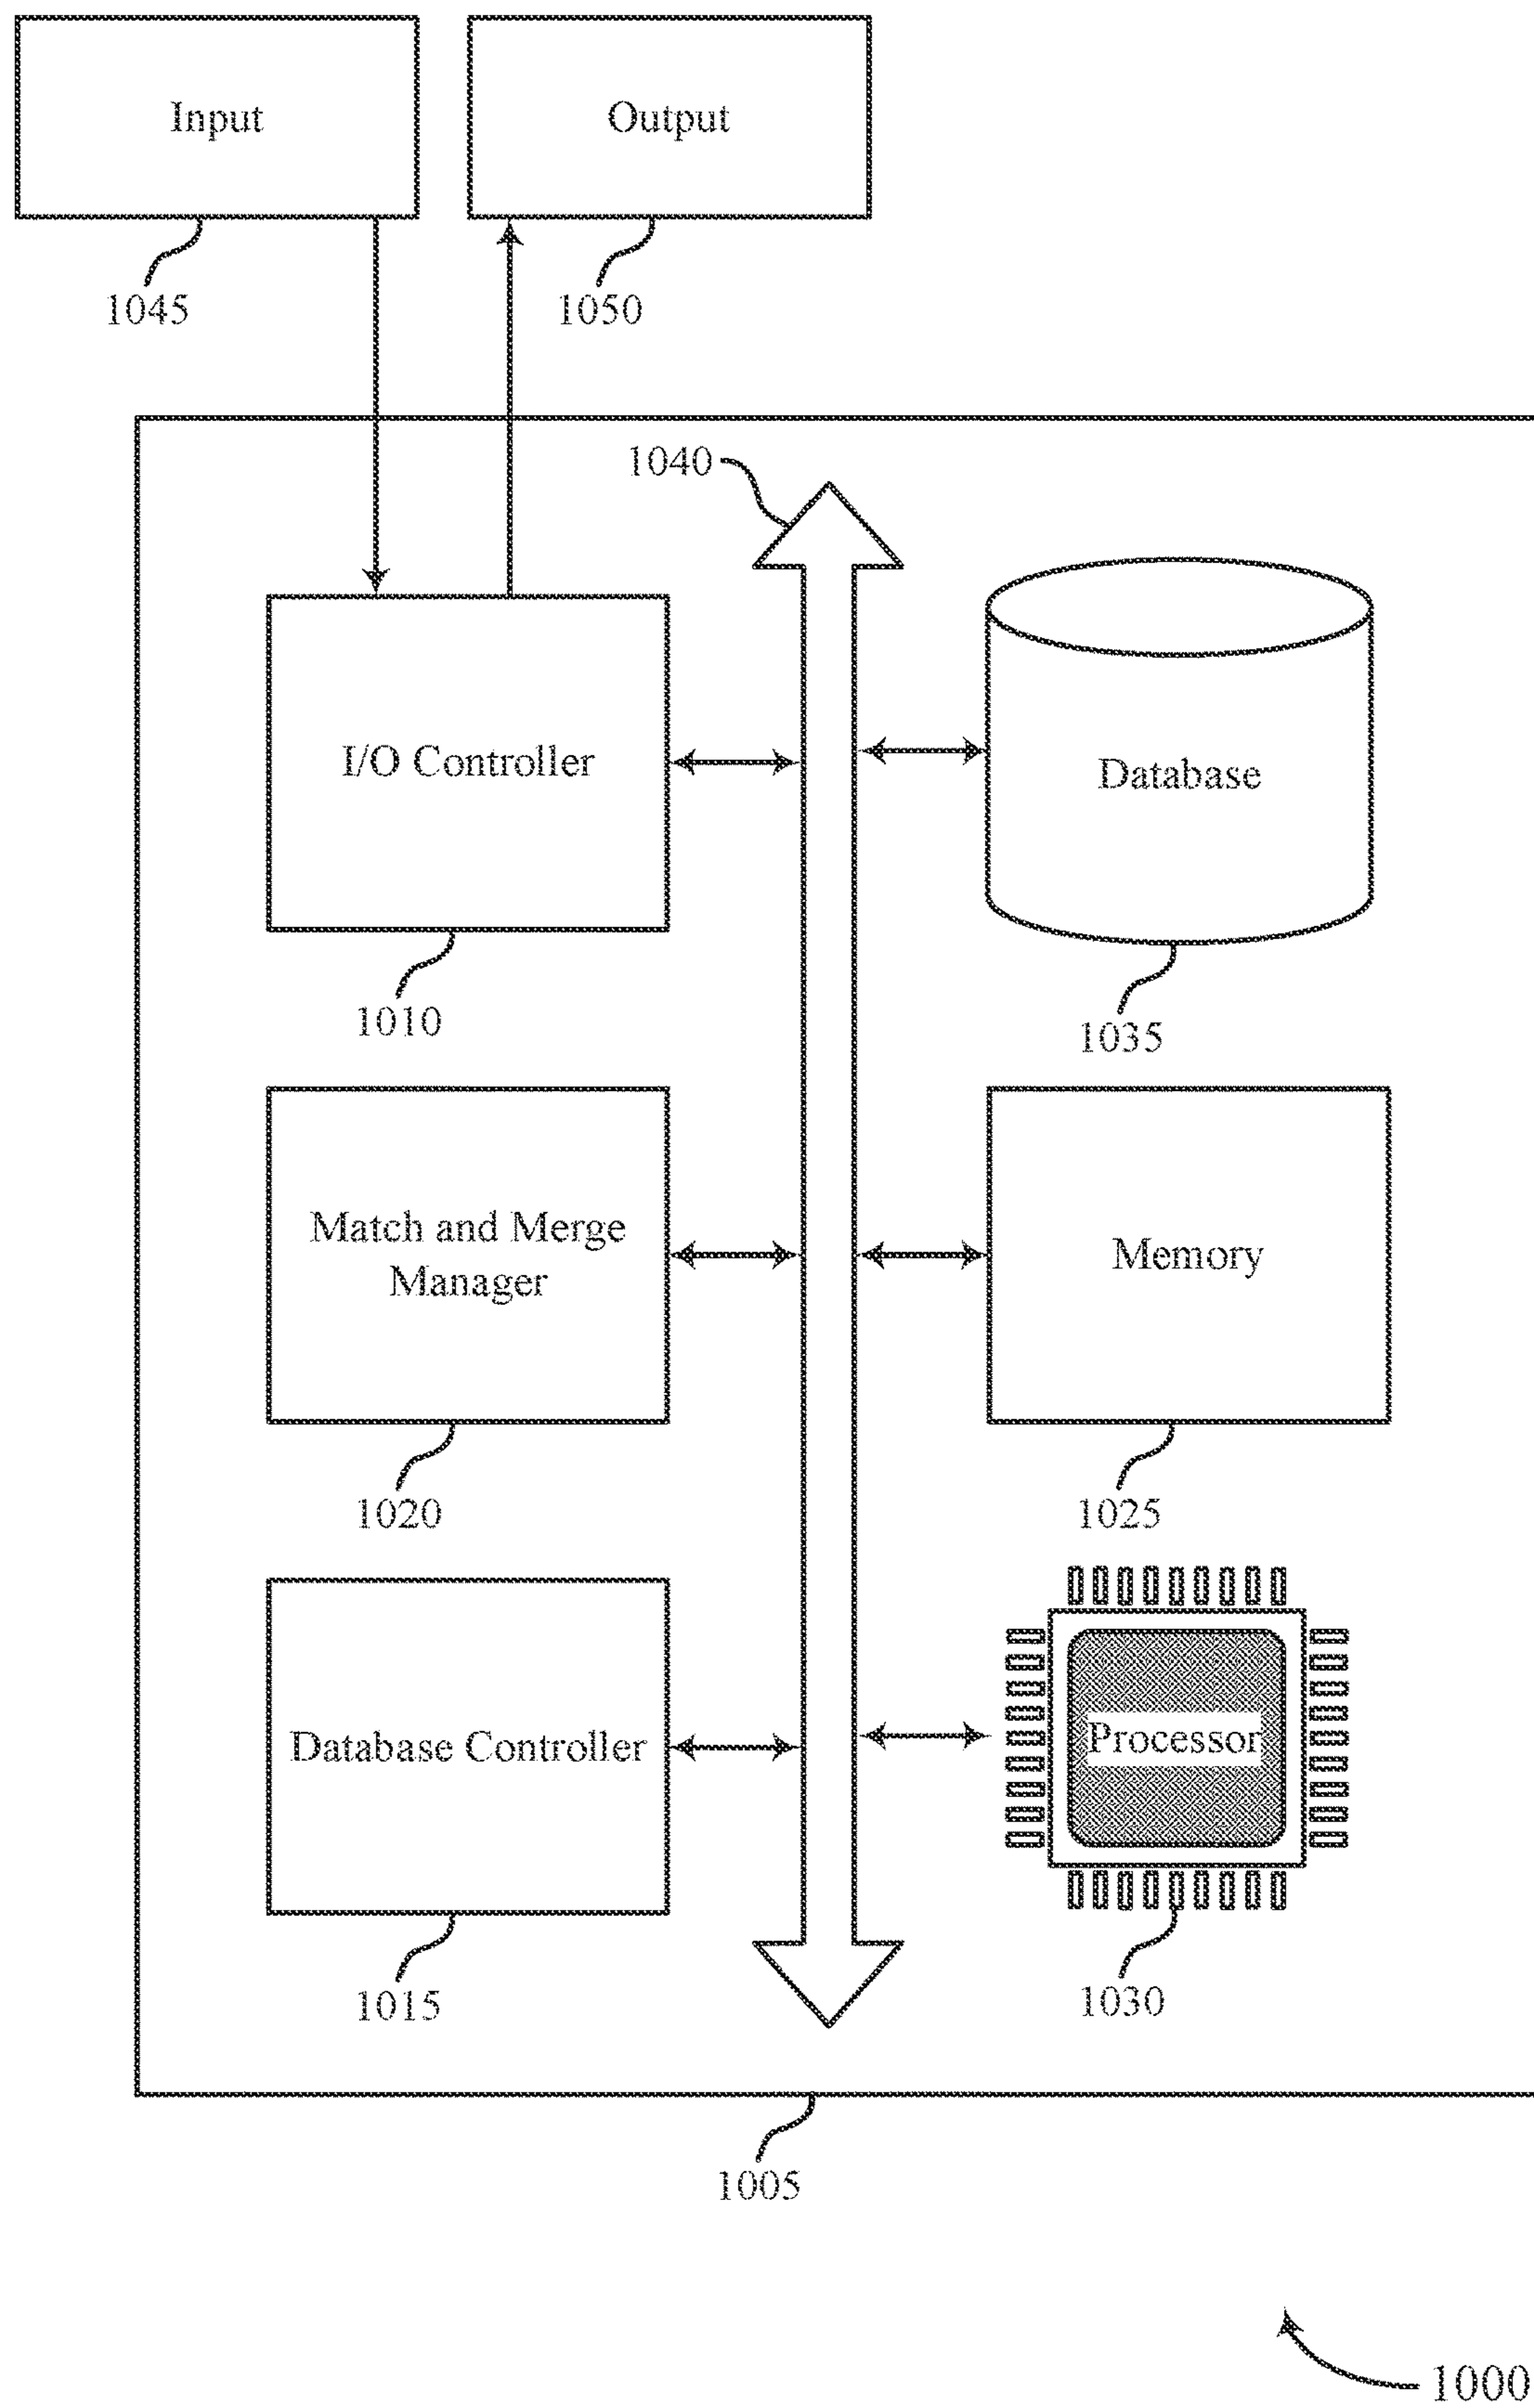 Input
Output
1045
1050
1040
I/O Controller
Database
1010
1035
Match and Merge
Manager
Memory
1020
1025
Database Controller
Processor
1015
1030
1005
1000